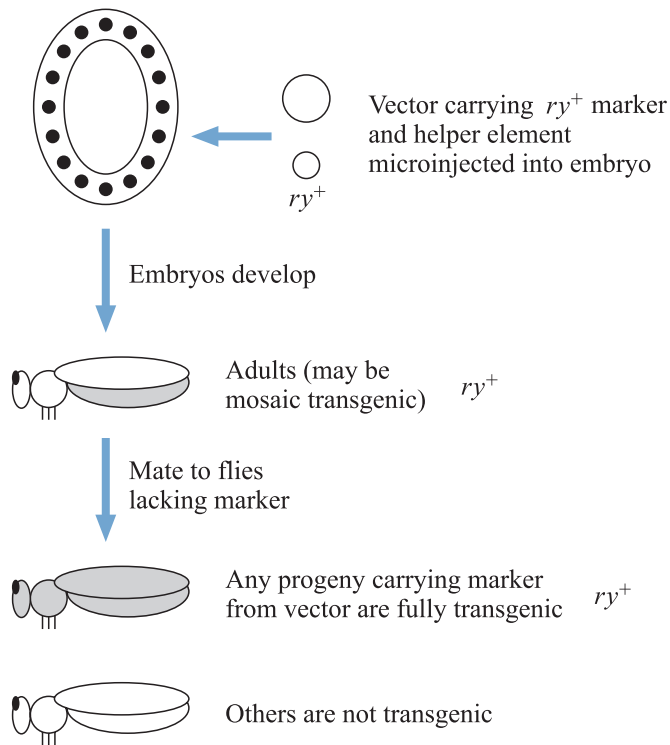 Vector carrying ry+ marker
and helper element
microinjected into embryo
ry+
Embryos develop
Adults (may be
mosaic transgenic) ry+
Mate to flies
lacking marker
Any progeny carrying marker
from vector are fully transgenic ry+
Others are not transgenic